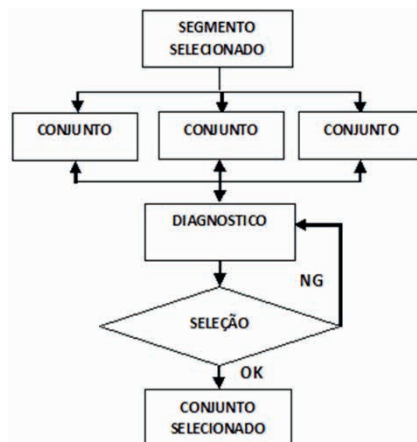 SEGMENTO
SELECIONADO
CONJUNTO
CONJUNTO
CONJUNTO
DIAGNOSTICO
NG
SELEÇÃO
OK
CONJUNTO
SELECIONADO